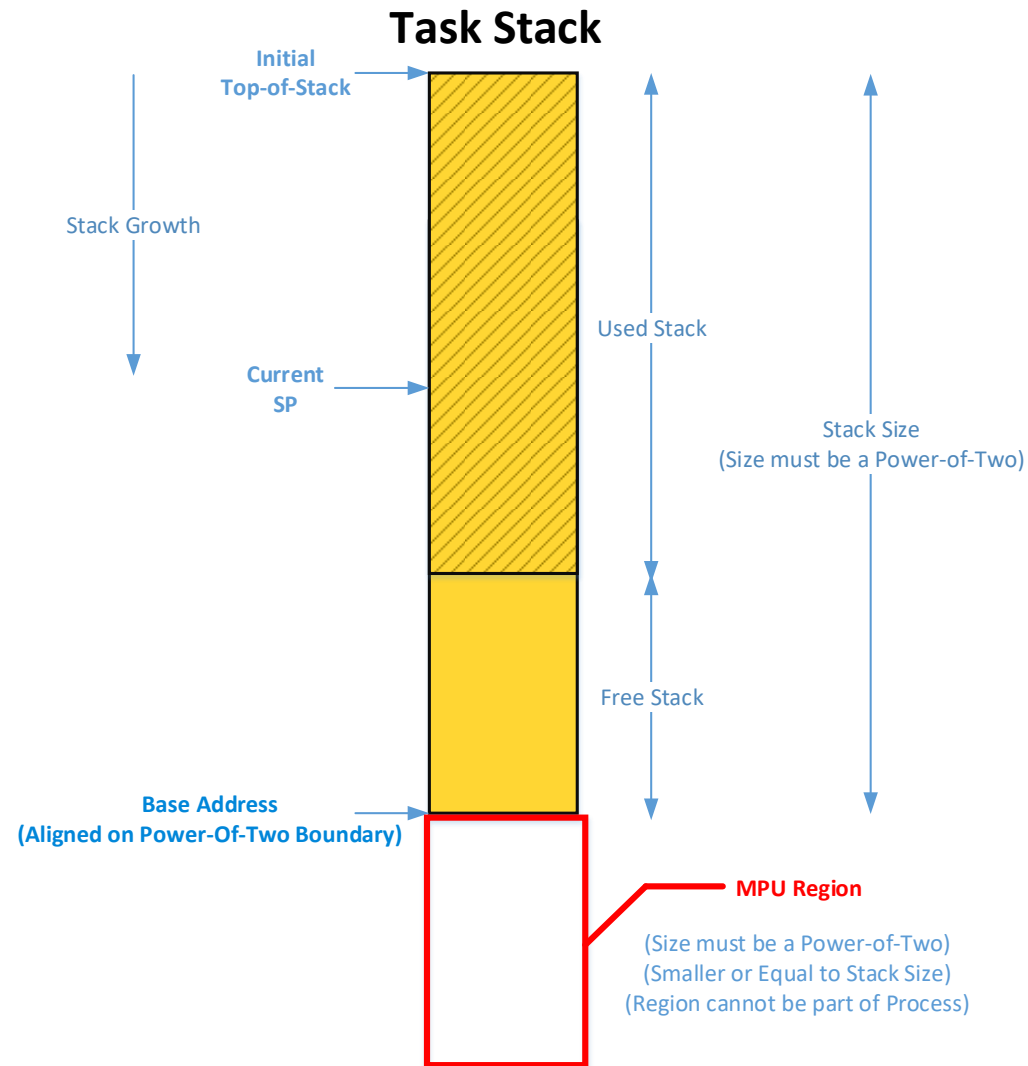 Task Stack
Initial
Top-of-Stack
Stack Growth
Used Stack
Current
SP
Stack Size
(Size must be a Power-of-Two)
Free Stack
Base Address
(Aligned on Power-Of-Two Boundary)
MPU Region
(Size must be a Power-of-Two)
(Smaller or Equal to Stack Size)
(Region cannot be part of Process)